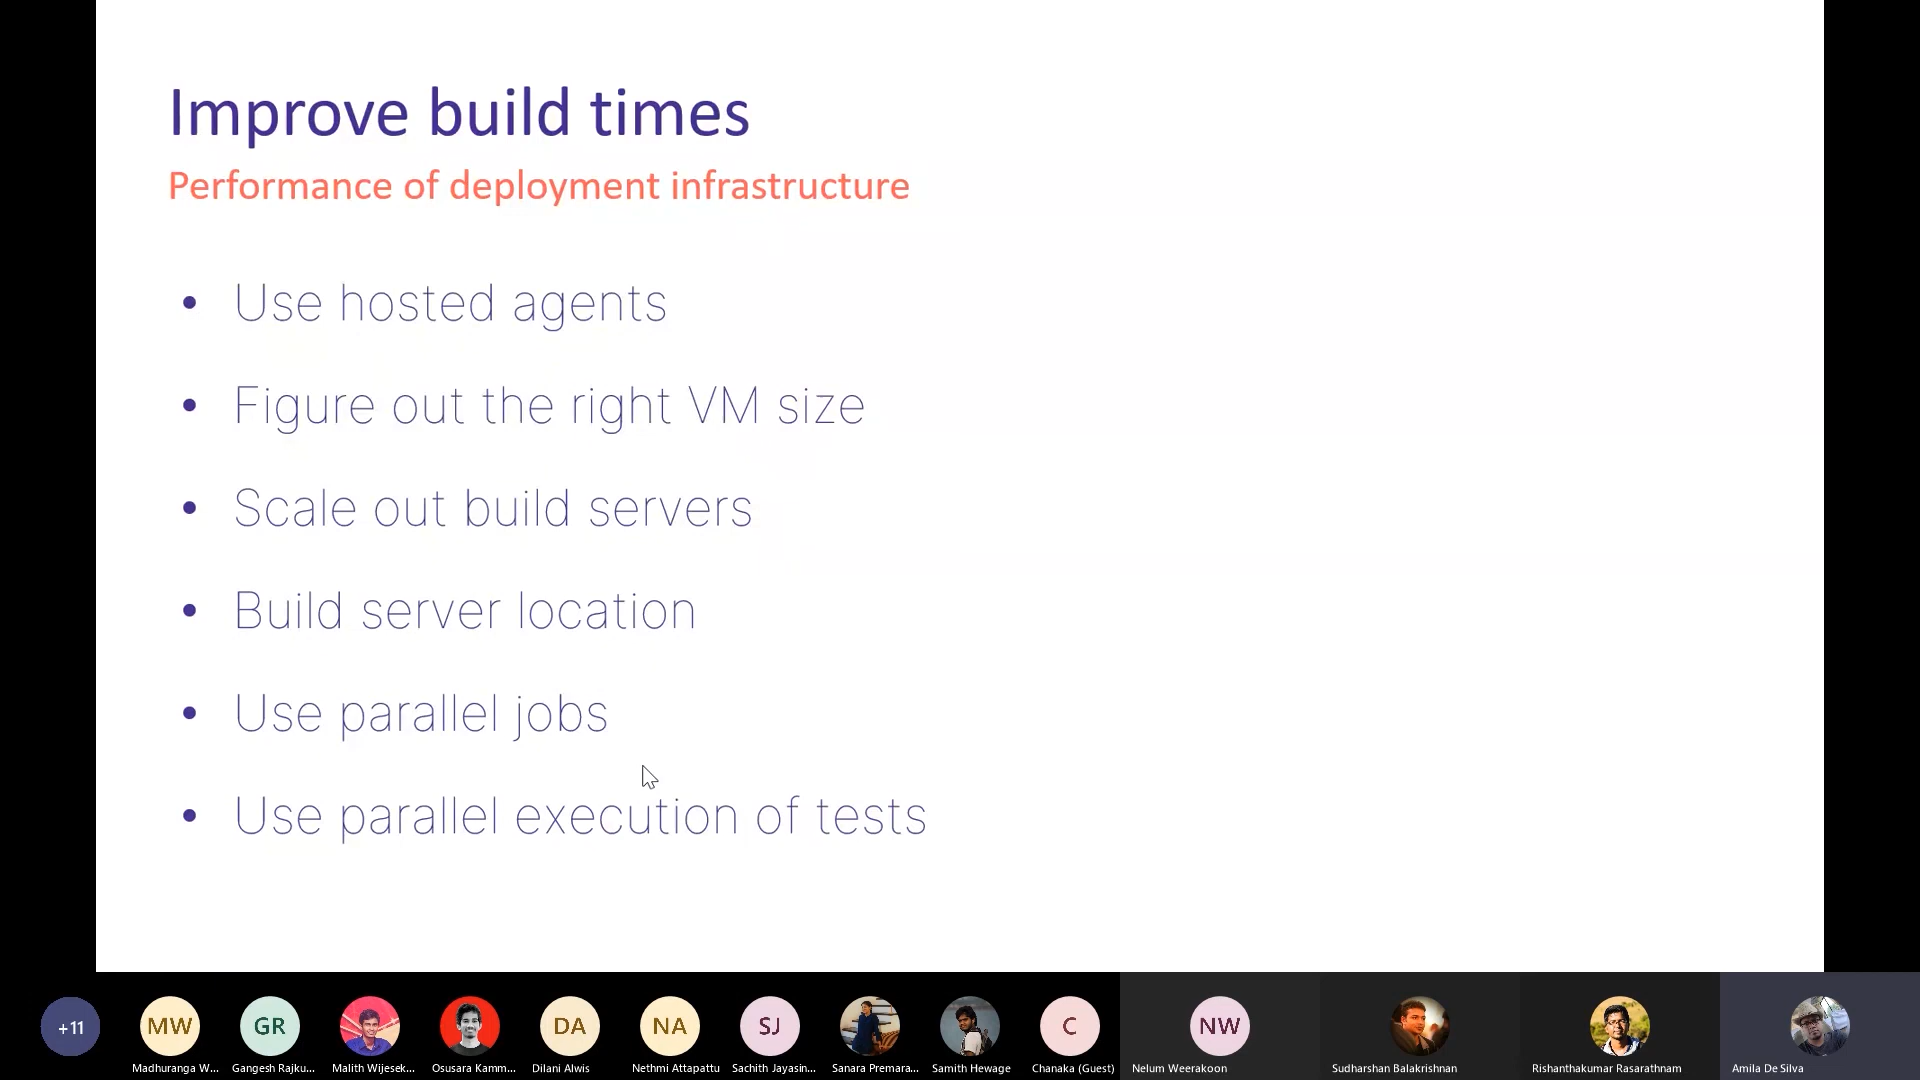 Improve build times
Performance of deployment infrastructure
• Use hosted agents
• Figure out the right VM size
• Scale out build servers
• Build server location
• Use parallel jobs
• Use parallel execution of tests
+11 MW GR DA NA SJ C NW
Madhuranga W... Gangesh Rajku... Malith Wijesek... Osusara Kamm... Dilani Alwis Nethmi Attapattu Sachith Jayasin... Sanara Premara... Samith Hewage Chanaka (Guest) Nelum Weerakoon Sudharshan Balakrishnan Rishanthakumar Rasarathnam Amila De Silva